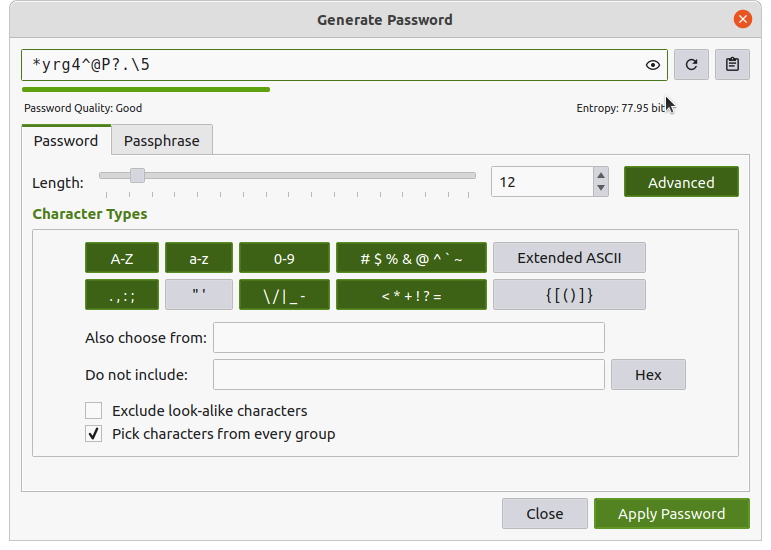 Generate Password
*yrg4^@P?.\5
Password Quality: Good Entropy: 77.95 bit
Password Passphrase
Length: 12 Advanced
Character Types
A-Z a-z 0-9 # $ % & @ ^ ` ~ Extended ASCII
. , : ; " ' \ / | _ - < * + ! ? = { [ ( ) ] }
Also choose from:
Do not include: Hex
Exclude look-alike characters
Pick characters from every group
Close Apply Password